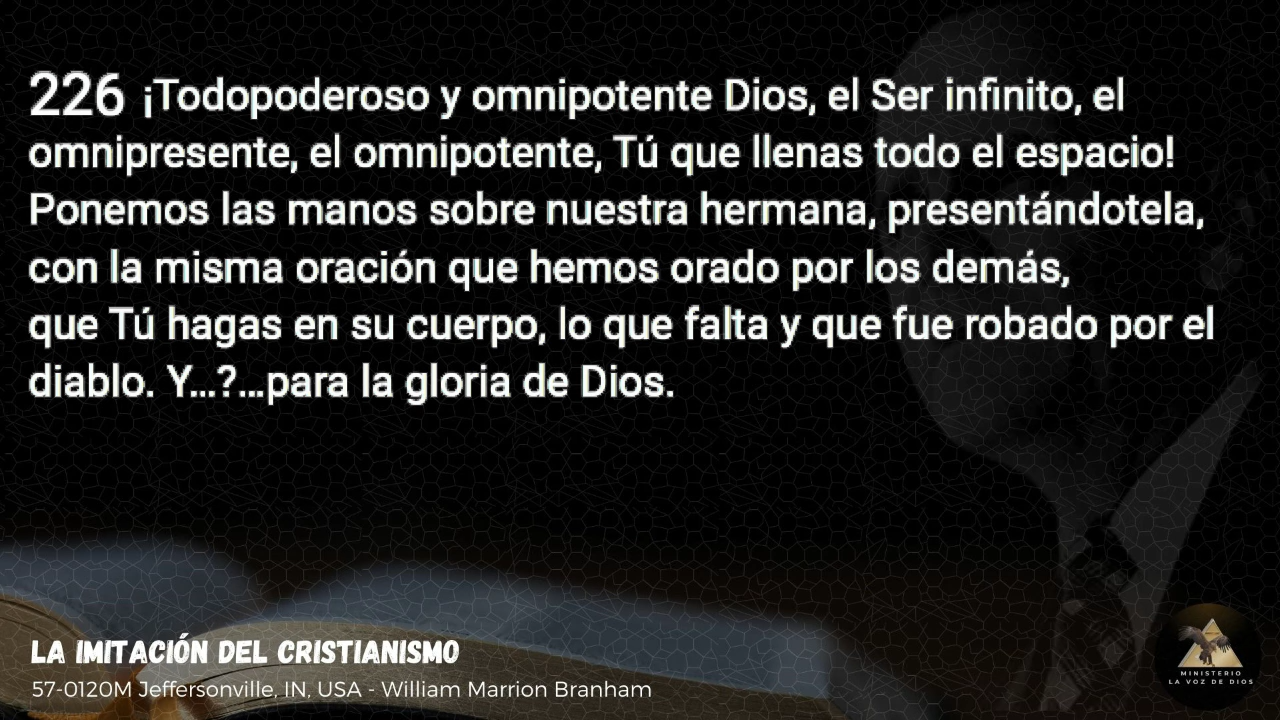 226 ¡Todopoderoso y omnipotente Dios, el Ser infinito, el
omnipresente, el omnipotente, Tú que llenas todo el espacio!
Ponemos las manos sobre nuestra hermana, presentándotela,
con la misma oración que hemos orado por los demás,
que Tú hagas en su cuerpo, lo que falta y que fue robado por el
diablo. Y...?...para la gloria de Dios.
LA IMITACIÓN DEL CRISTIANISMO
57-0120M Jeffersonville, IN, USA - William Marrion Branham
MINISTERIO
LA VOZ DE DIOS